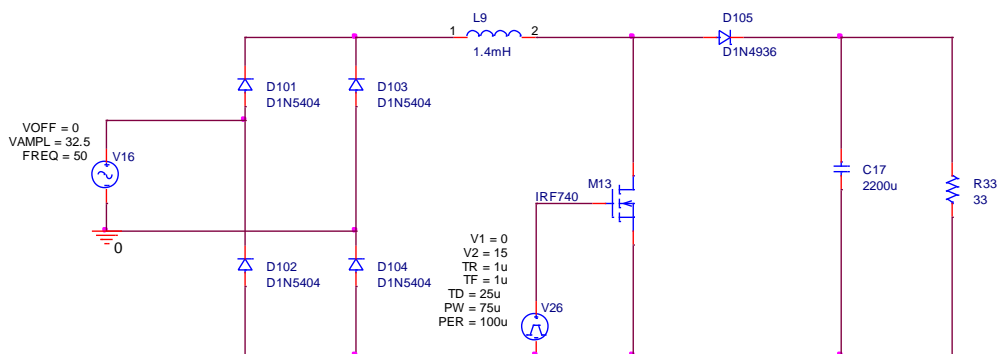 L9
1 2
1.4mH
D105
D1N4936
D101
D1N5404
D103
D1N5404
VOFF = 0
VAMPL = 32.5
FREQ = 50
V16
0
D102
D1N5404
D104
D1N5404
M13
IRF740
V1 = 0
V2 = 15
TR = 1u
TF = 1u
TD = 25u
PW = 75u
PER = 100u
V26
C17
2200u
R33
33